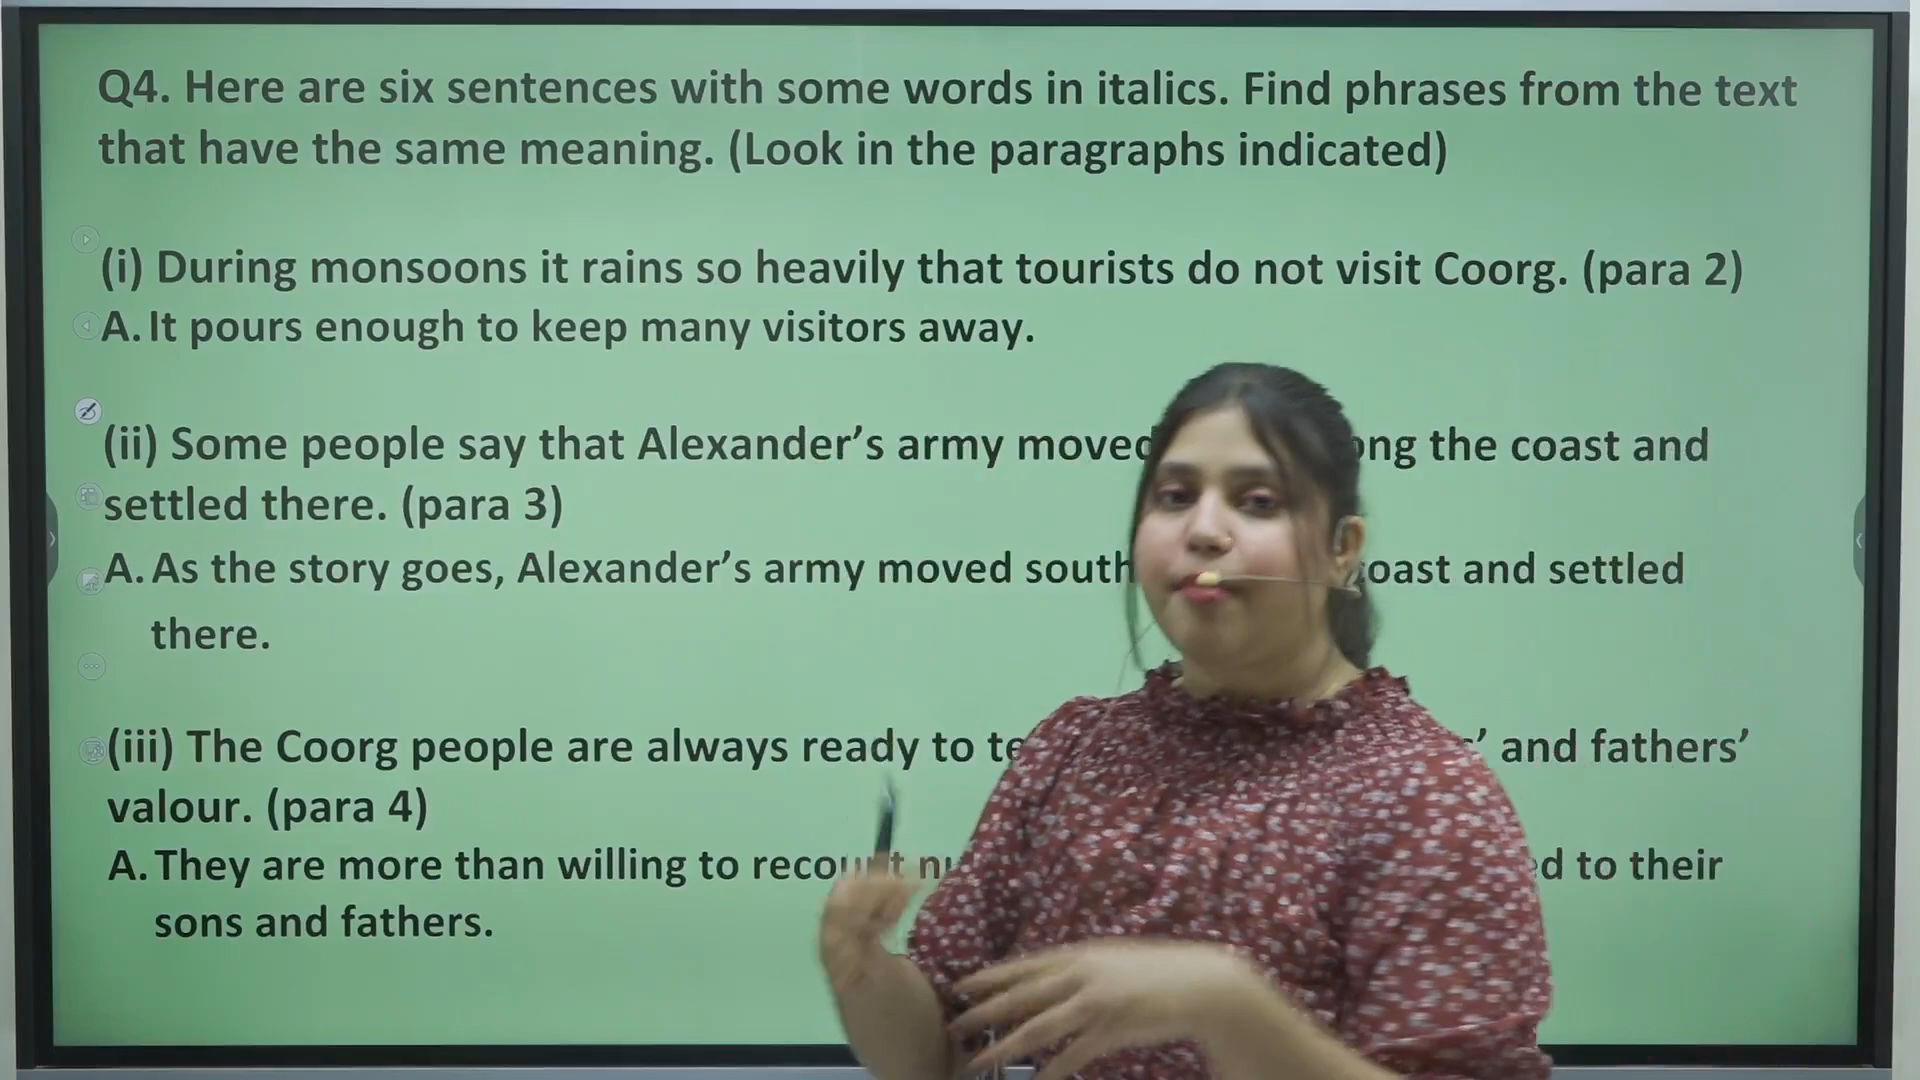 Q4. Here are six sentences with some words in italics. Find phrases from the text
that have the same meaning. (Look in the paragraphs indicated)
(i) During monsoons it rains so heavily that tourists do not visit Coorg. (para 2)
A. It pours enough to keep many visitors away.
(ii) Some people say that Alexander’s army moved the coast and
settled there. (para 3)
A. As the story goes, Alexander’s army moved south and settled
there.
(iii) The Coorg people are always ready to and fathers’
valour. (para 4)
A. They are more than willing to recount to their
sons and fathers.